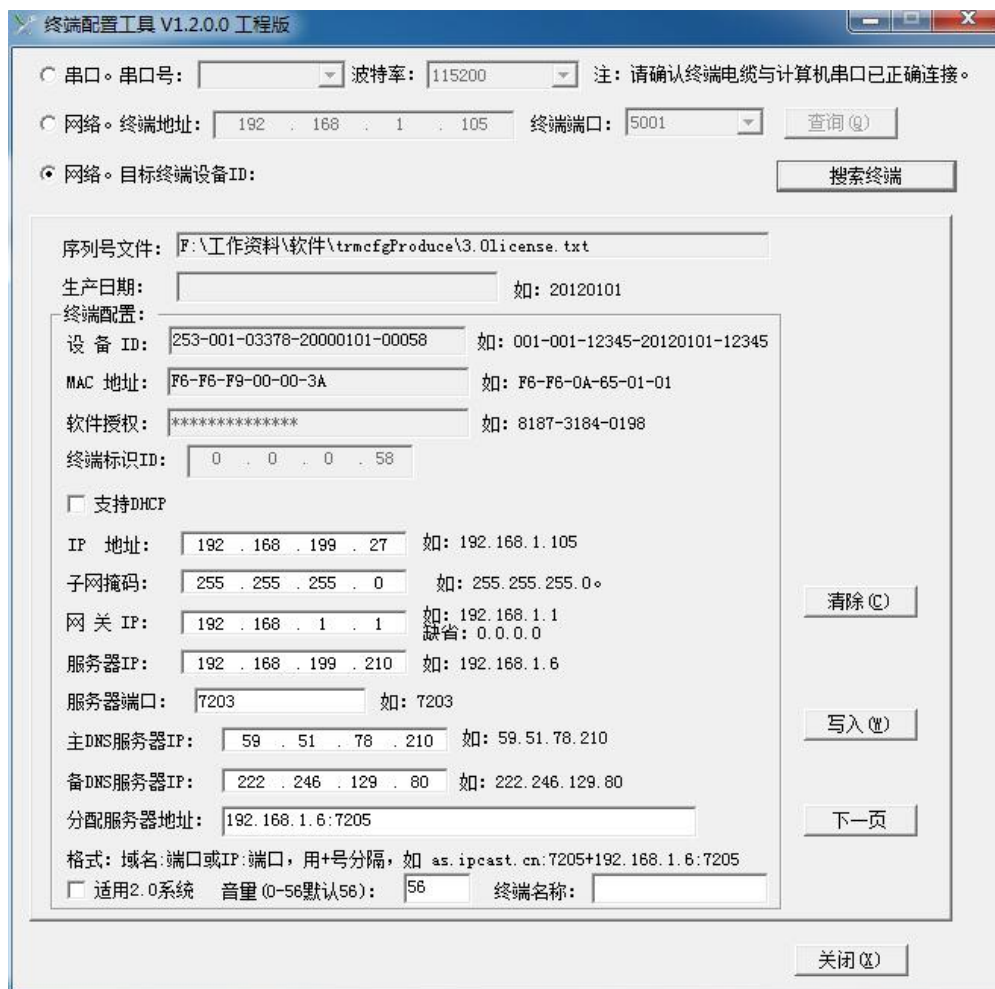 终端配置工具 V1.2.0.0 工程版
串口。串口号: 波特率: 115200 注: 请确认终端电缆与计算机串口已正确连接。
网络。终端地址: 192 . 168 . 1 . 105 终端端口: 5001 查询(Q)
网络。目标终端设备ID: 搜索终端
序列号文件: F:\工作资料\软件\trmcfgProduce\3.0license.txt
生产日期: 如: 20120101
终端配置:
设 备 ID: 253-001-03378-20000101-00058 如: 001-001-12345-20120101-12345
MAC 地址: F6-F6-F9-00-00-3A 如: F6-F6-0A-65-01-01
软件授权: ************** 如: 8187-3184-0198
终端标识ID: 0 . 0 . 0 . 58
支持DHCP
IP 地址: 192 . 168 . 199 . 27 如: 192.168.1.105
子网掩码: 255 . 255 . 255 . 0 如: 255.255.255.0。
清除(C)
网 关 IP: 192 . 168 . 1 . 1 如: 192.168.1.1
缺省: 0.0.0.0
服务器IP: 192 . 168 . 199 . 210 如: 192.168.1.6
服务器端口: 7203 如: 7203
写入(W)
主DNS服务器IP: 59 . 51 . 78 . 210 如: 59.51.78.210
备DNS服务器IP: 222 . 246 . 129 . 80 如: 222.246.129.80
分配服务器地址: 192.168.1.6:7205 下一页
格式: 域名:端口或IP:端口, 用+号分隔, 如 as.ipcast.cn:7205+192.168.1.6:7205
适用2.0系统 音量(0-56默认56): 56 终端名称:
关闭(X)